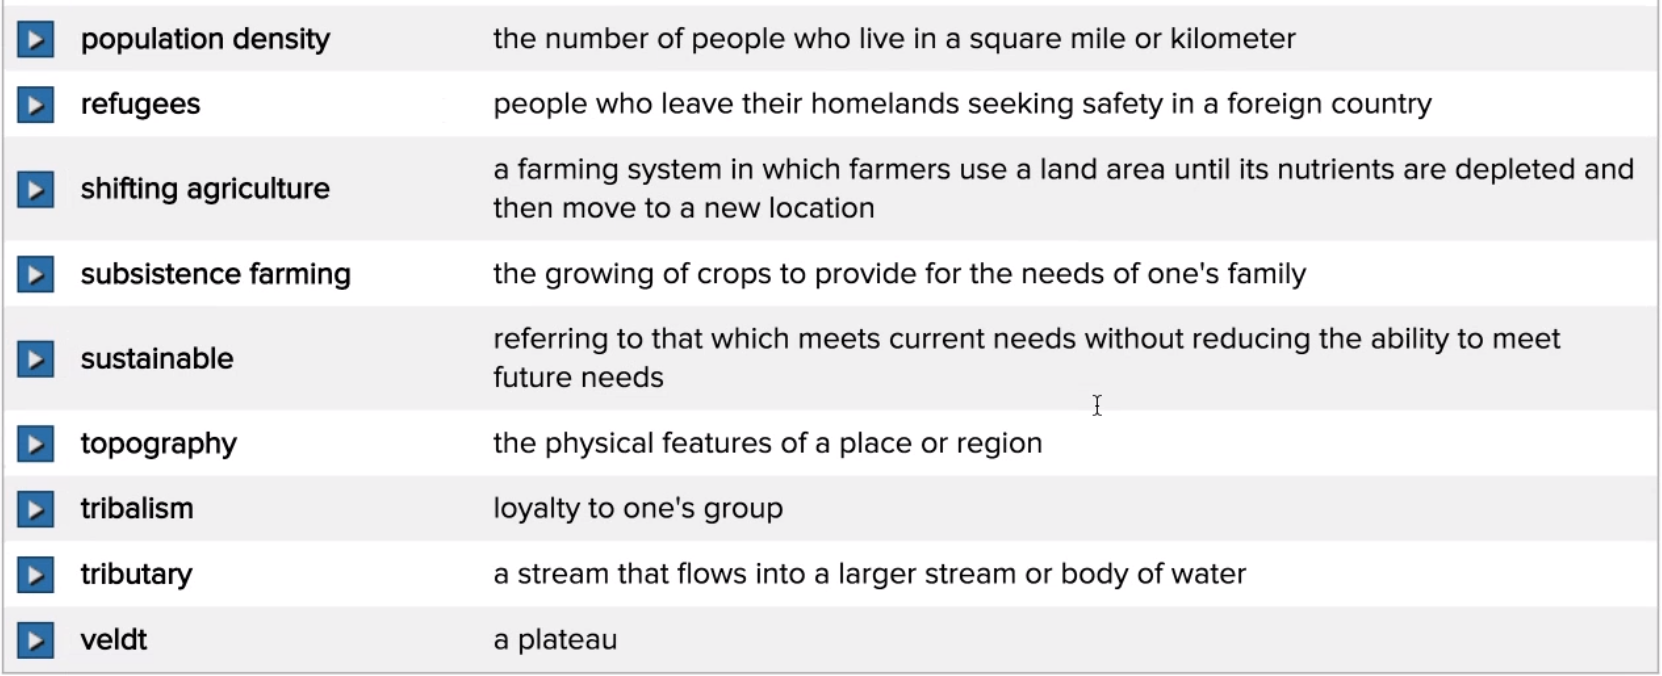 population density the number of people who live in a square mile or kilometer
refugees people who leave their homelands seeking safety in a foreign country
shifting agriculture a farming system in which farmers use a land area until its nutrients are depleted and
then move to a new location
subsistence farming the growing of crops to provide for the needs of one's family
sustainable referring to that which meets current needs without reducing the ability to meet
future needs
topography the physical features of a place or region
tribalism loyalty to one's group
tributary a stream that flows into a larger stream or body of water
veldt a plateau